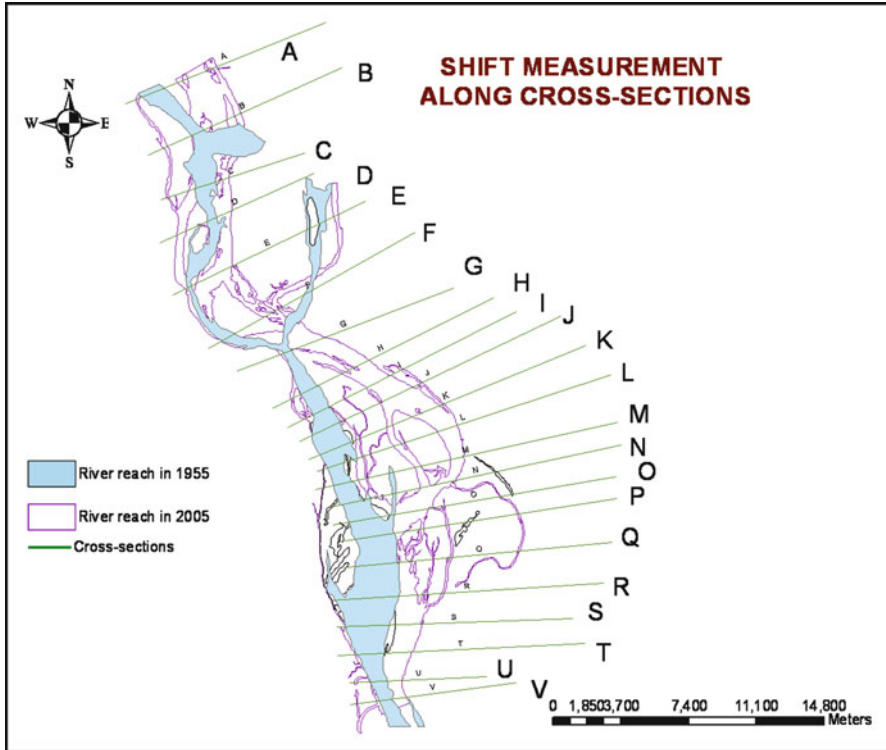 SHIFT MEASUREMENT
ALONG CROSS-SECTIONS
N
W E
S
A
B
C
D
E
F
G
H
I
J
K
L
M
N
O
P
Q
R
S
T
U
V
A
B
C
D
E
F
G
H
I
J
K
L
M
N
O
Q
R
S
T
U
V
River reach in 1955
River reach in 2005
Cross-sections
0 1,850 3,700 7,400 11,100 14,800
Meters